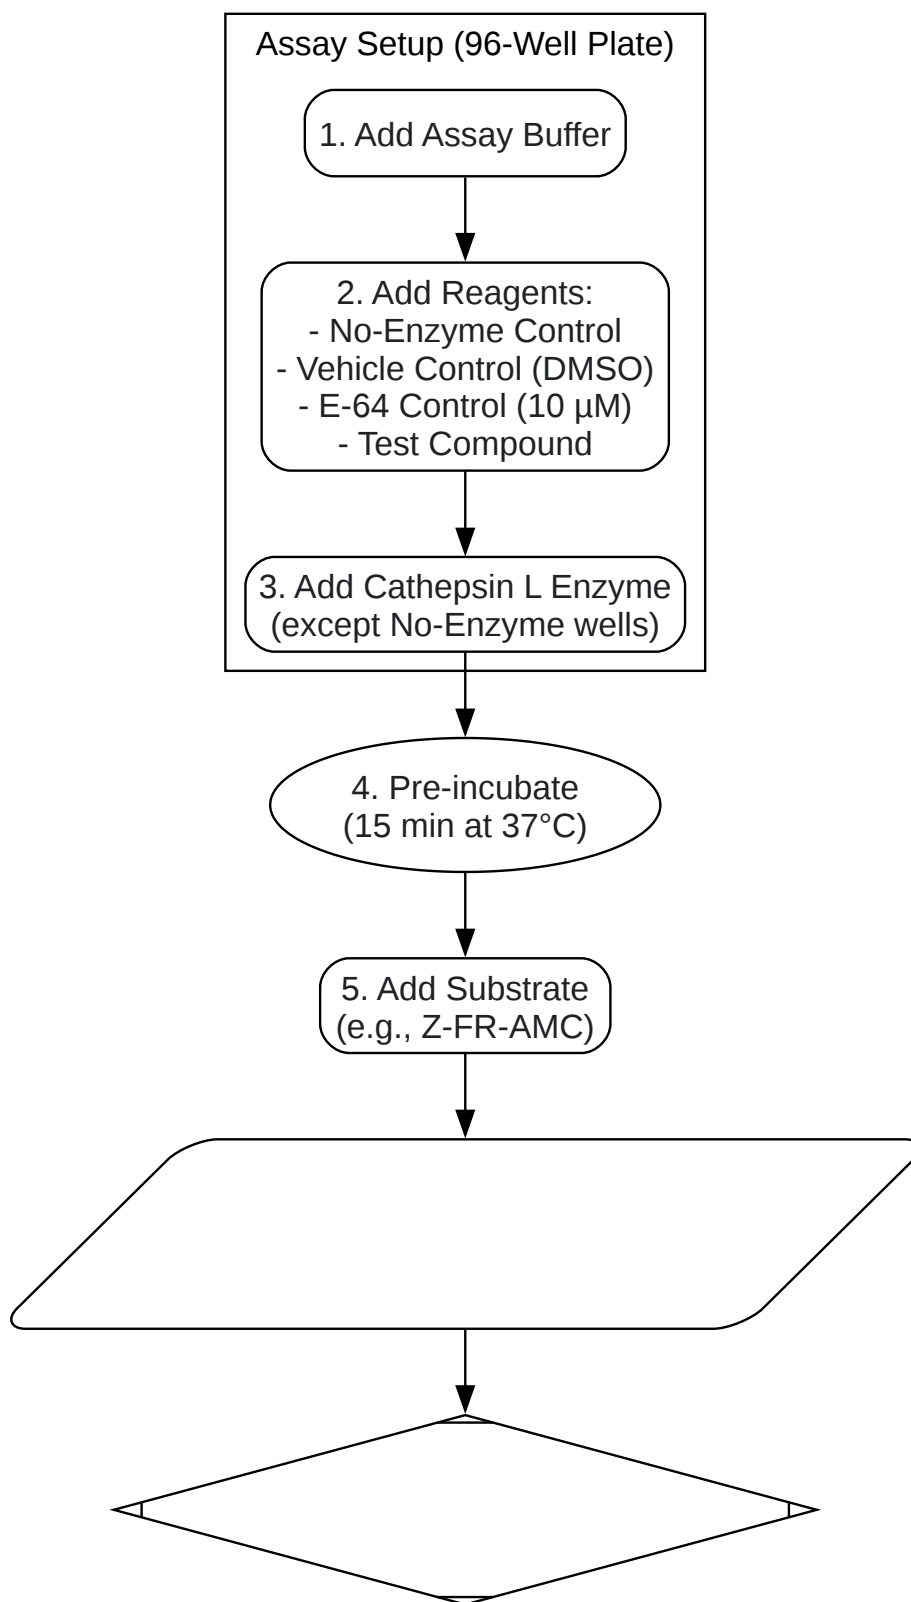 Assay Setup (96-Well Plate)
1. Add Assay Buffer
2. Add Reagents:
- No-Enzyme Control
- Vehicle Control (DMSO)
- E-64 Control (10 µM)
- Test Compound
3. Add Cathepsin L Enzyme
(except No-Enzyme wells)
4. Pre-incubate
(15 min at 37°C)
5. Add Substrate
(e.g., Z-FR-AMC)